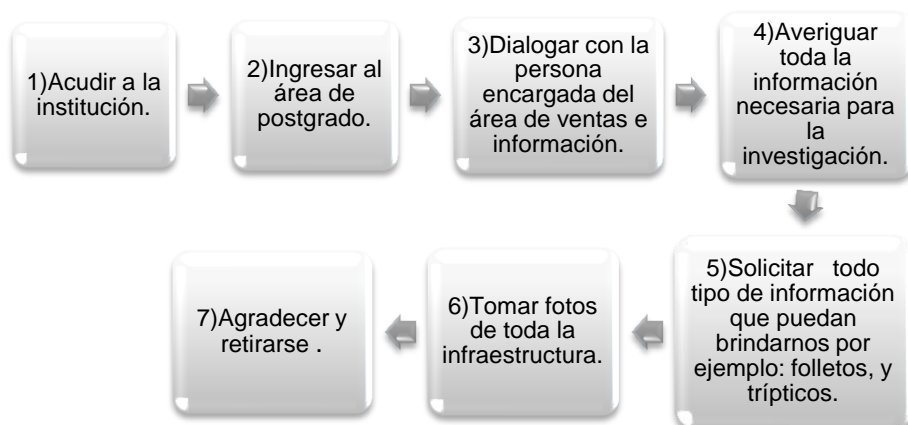 1)Acudir a la
institución.
2)Ingresar al
área de
postgrado.
3)Dialogar con la
persona
encargada del
área de ventas e
información.
4)Averiguar
toda la
información
necesaria para
la
investigación.
5)Solicitar todo
tipo de información
que puedan
brindarnos por
ejemplo: folletos, y
trípticos.
6)Tomar fotos
de toda la
infraestructura.
7)Agradecer y
retirarse .